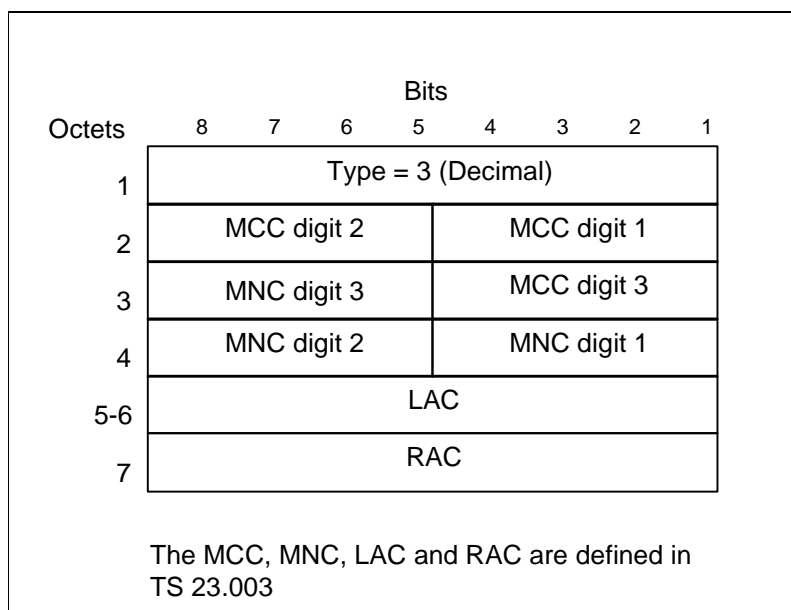 Bits
Octets 8 7 6 5 4 3 2 1
1 Type = 3 (Decimal)
2 MCC digit 2 MCC digit 1
3 MNC digit 3 MCC digit 3
4 MNC digit 2 MNC digit 1
5-6 LAC
7 RAC
The MCC, MNC, LAC and RAC are defined in
TS 23.003